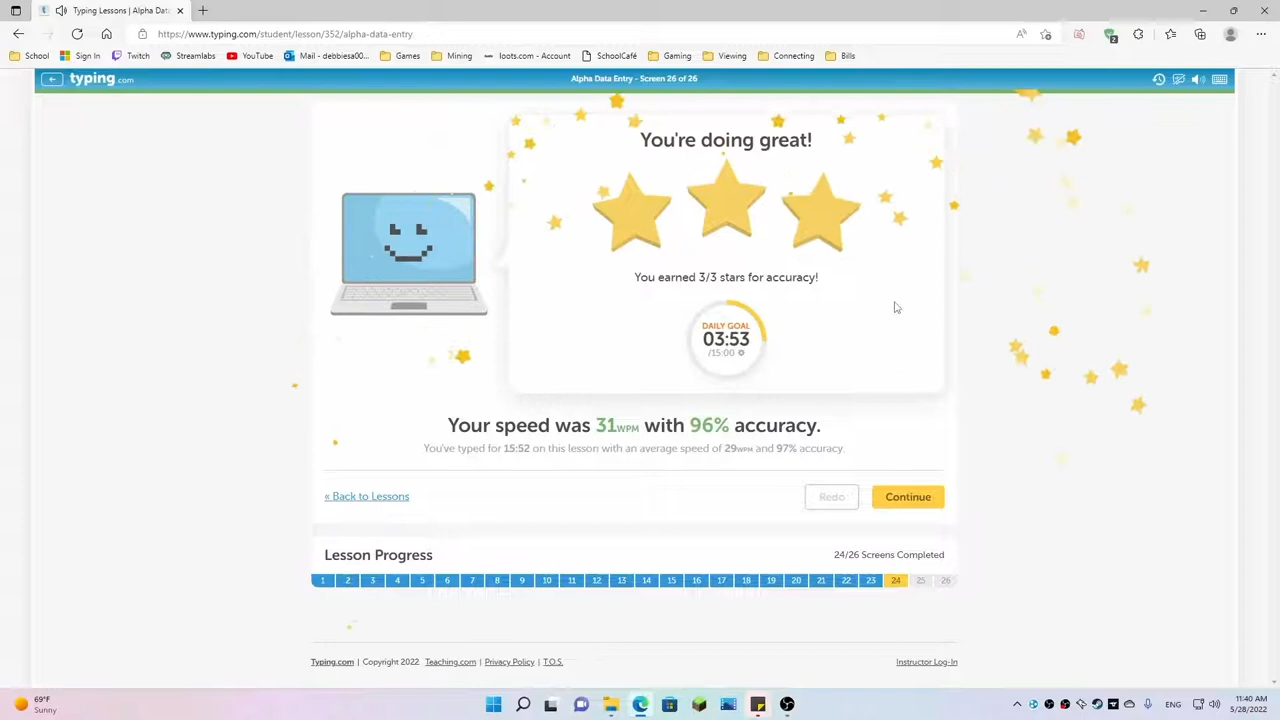 Typing Lessons | Alpha Dat
https://www.typing.com/student/lesson/352/alpha-data-entry
School Sign In Twitch Streamlabs YouTube Mail - debbiesa00... Games Mining loots.com - Account SchoolCafé Gaming Viewing Connecting Bills
typing.com
Alpha Data Entry - Screen 26 of 26
You're doing great!
You earned 3/3 stars for accuracy!
DAILY GOAL
03:53
/15:00
Your speed was 31WPM with 96% accuracy.
You've typed for 15:52 on this lesson with an average speed of 29WPM and 97% accuracy.
« Back to Lessons
Redo
Continue
Lesson Progress
24/26 Screens Completed
1 2 3 4 5 6 7 8 9 10 11 12 13 14 15 16 17 18 19 20 21 22 23 24 25 26
Typing.com | Copyright 2022 Teaching.com | Privacy Policy | T.O.S.
Instructor Log-In
69°F
Sunny
ENG
11:40 AM
5/28/2022